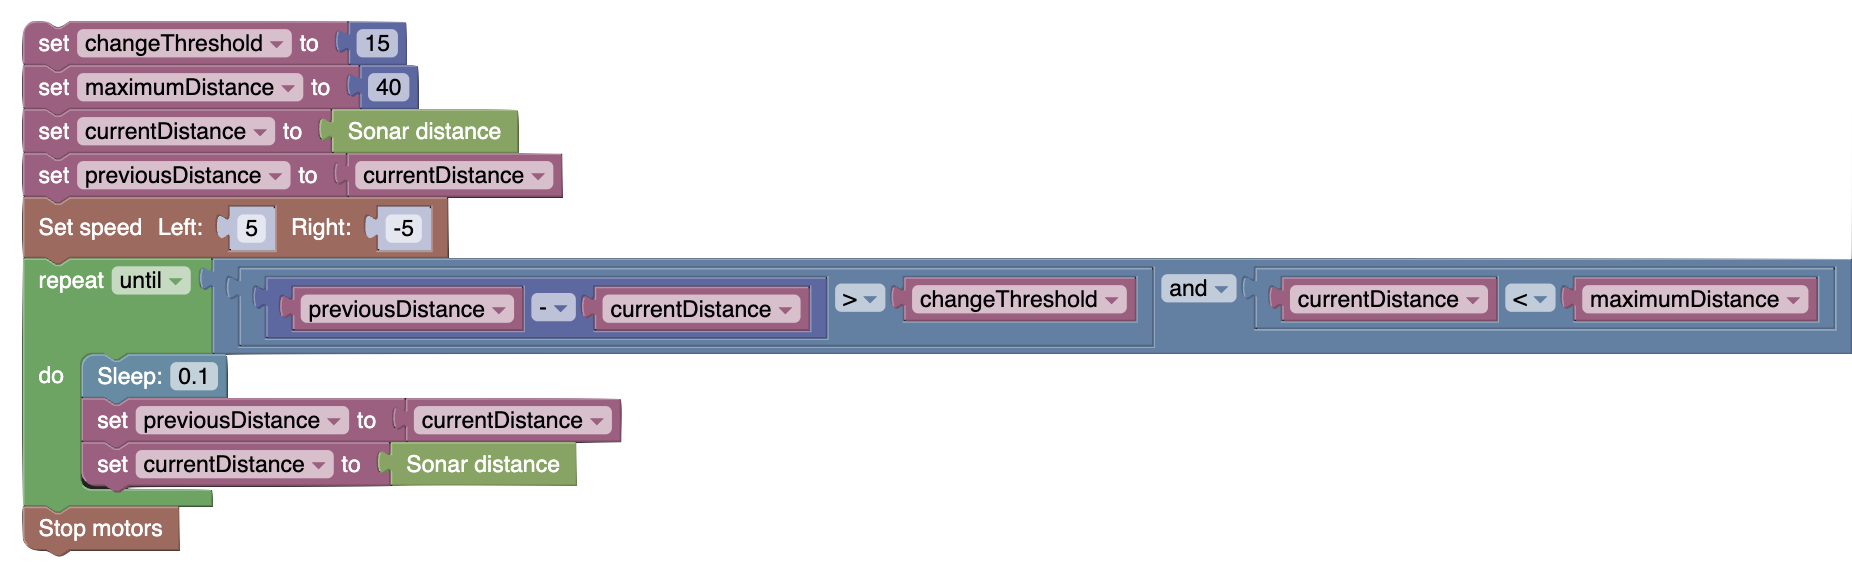 set changeThreshold to 15
set maximumDistance to 40
set currentDistance to Sonar distance
set previousDistance to currentDistance
Set speed Left: 5 Right: -5
repeat until previousDistance - currentDistance > changeThreshold and currentDistance < maximumDistance
do Sleep: 0.1
set previousDistance to currentDistance
set currentDistance to Sonar distance
Stop motors